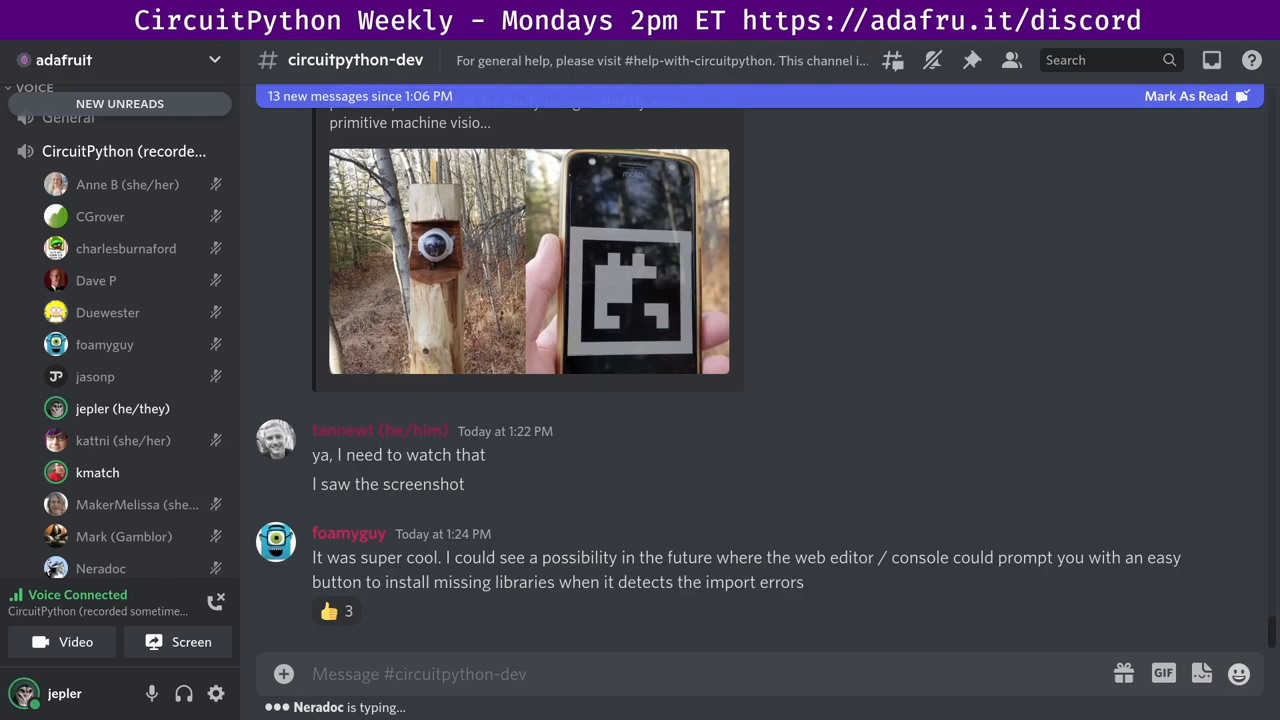 CircuitPython Weekly - Mondays 2pm ET https://adafru.it/discord
adafruit
# circuitpython-dev
For general help, please visit #help-with-circuitpython. This channel i...
Search
VOICE
NEW UNREADS
General
CircuitPython (recorde...
Anne B (she/her)
CGrover
charlesburnaford
Dave P
Duewester
foamyguy
jasonp
jepler (he/they)
kattni (she/her)
kmatch
MakerMelissa (she...
Mark (Gamblor)
Neradoc
Voice Connected
CircuitPython (recorded sometime...
Video
Screen
jepler
13 new messages since 1:06 PM
Mark As Read
primitive machine visio...
moto
tannewt (he/him) Today at 1:22 PM
ya, I need to watch that
I saw the screenshot
foamyguy Today at 1:24 PM
It was super cool. I could see a possibility in the future where the web editor / console could prompt you with an easy
button to install missing libraries when it detects the import errors
👍 3
Message #circuitpython-dev
GIF
Neradoc is typing...